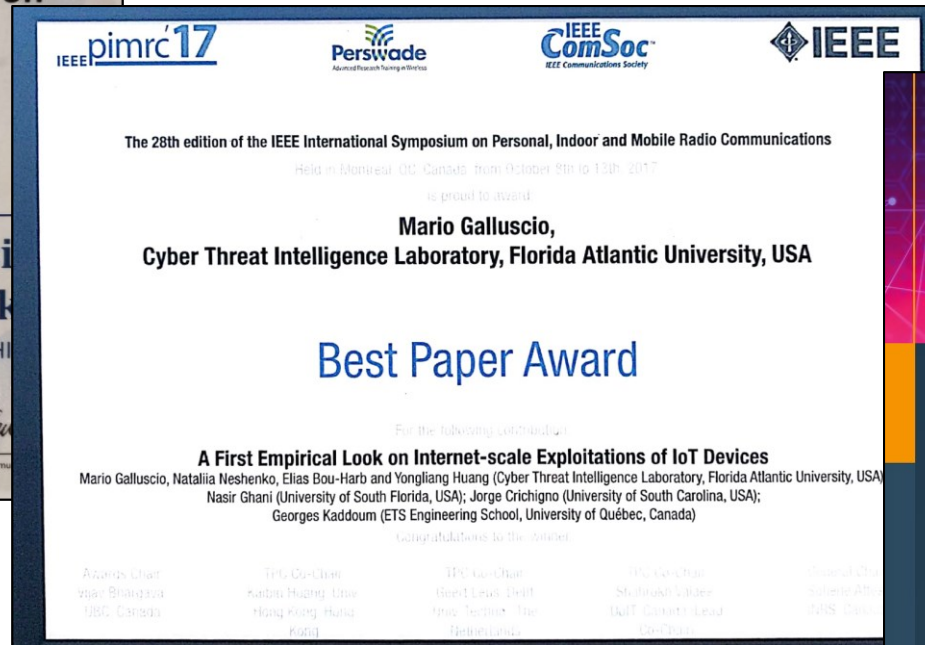 IEEE pimrc'17
Perswade
Advanced Research Training in Wireless
IEEE ComSoc™
IEEE Communications Society
IEEE
The 28th edition of the IEEE International Symposium on Personal, Indoor and Mobile Radio Communications
Held in Montreal, QC, Canada, from October 8th to 13th, 2017
is proud to award
Mario Galluscio,
Cyber Threat Intelligence Laboratory, Florida Atlantic University, USA
Best Paper Award
For the following contribution
A First Empirical Look on Internet-scale Exploitations of IoT Devices
Mario Galluscio, Nataliia Neshenko, Elias Bou-Harb and Yongliang Huang (Cyber Threat Intelligence Laboratory, Florida Atlantic University, USA)
Nasir Ghani (University of South Florida, USA); Jorge Crichigno (University of South Carolina, USA);
Georges Kaddoum (ETS Engineering School, University of Québec, Canada)
Congratulations to the winner
Awards Chair
TPC Co-Chair
TPC Co-Chair
TPC Co-Chair
UBC, Canada
Hong Kong, Hong
Kong
Netherlands
Co-Chair